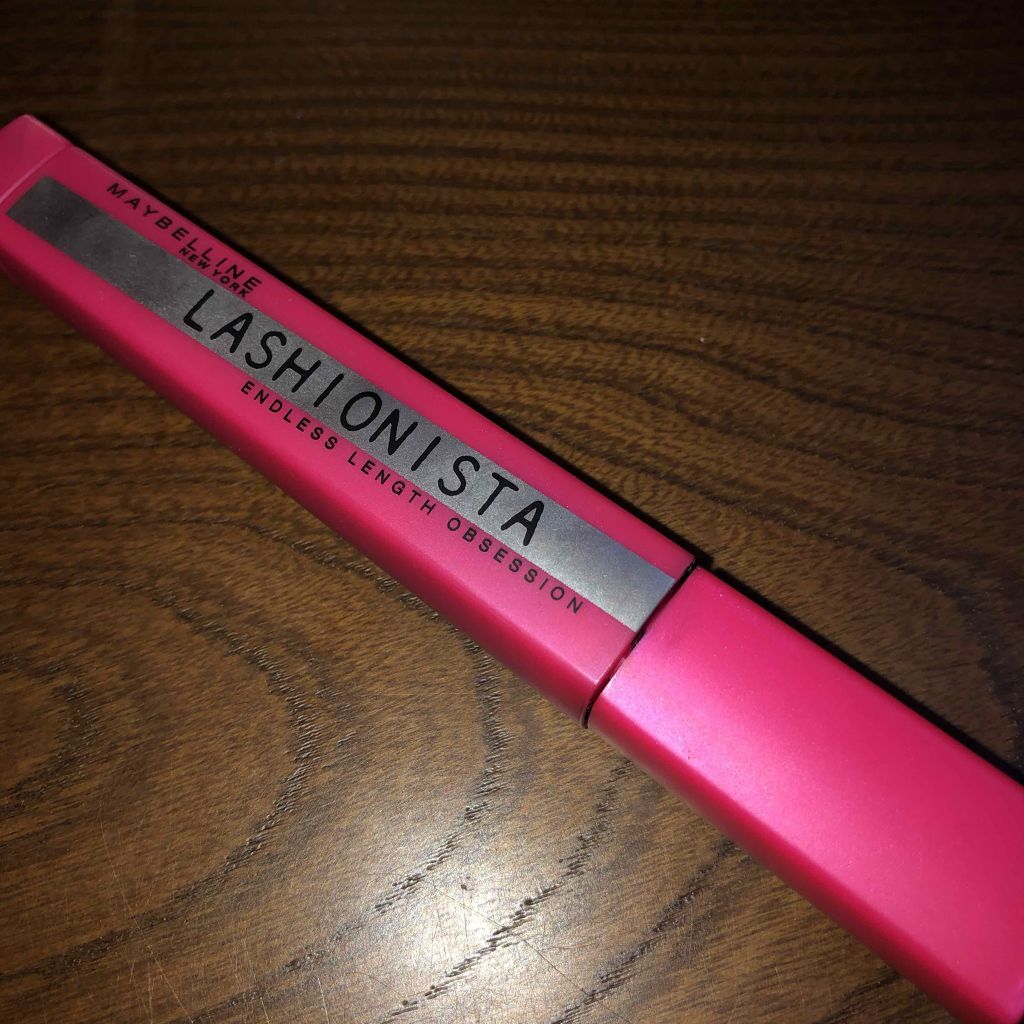 MAYBELLINE
NEW YORK
LASHIONISTA
ENDLESS LENGTH OBSESSION